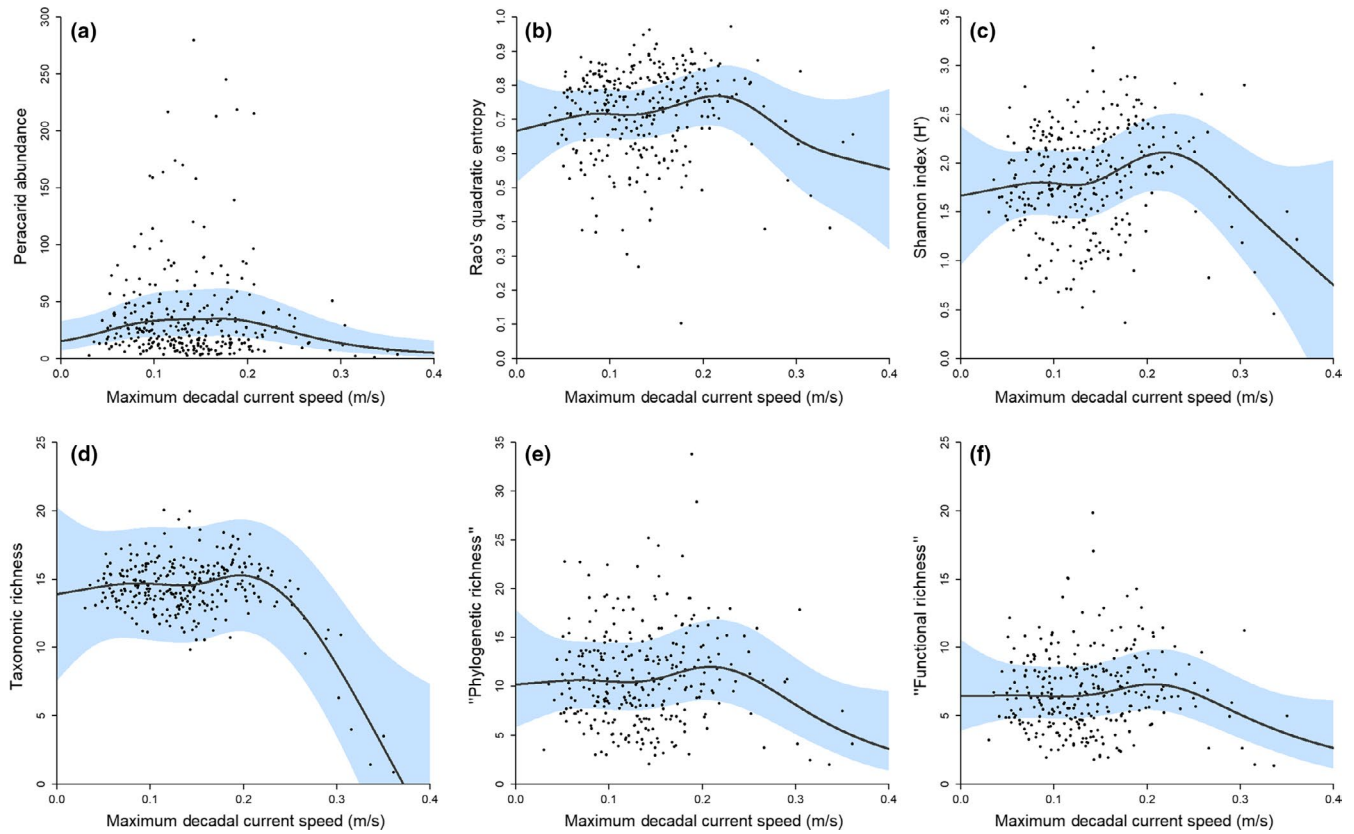 (a)
Peracarid abundance
300
250
200
150
100
50
0
0.0 0.1 0.2 0.3 0.4
Maximum decadal current speed (m/s)
(b)
Rao's quadratic entropy
1.0
0.9
0.8
0.7
0.6
0.5
0.4
0.3
0.2
0.1
0.0
0.0 0.1 0.2 0.3 0.4
Maximum decadal current speed (m/s)
(c)
Shannon index (H')
3.5
3.0
2.5
2.0
1.5
1.0
0.5
0.0
0.0 0.1 0.2 0.3 0.4
Maximum decadal current speed (m/s)
(d)
Taxonomic richness
25
20
15
10
5
0
0.0 0.1 0.2 0.3 0.4
Maximum decadal current speed (m/s)
(e)
"Phylogenetic richness"
35
30
25
20
15
10
5
0
0.0 0.1 0.2 0.3 0.4
Maximum decadal current speed (m/s)
(f)
"Functional richness"
25
20
15
10
5
0
0.0 0.1 0.2 0.3 0.4
Maximum decadal current speed (m/s)